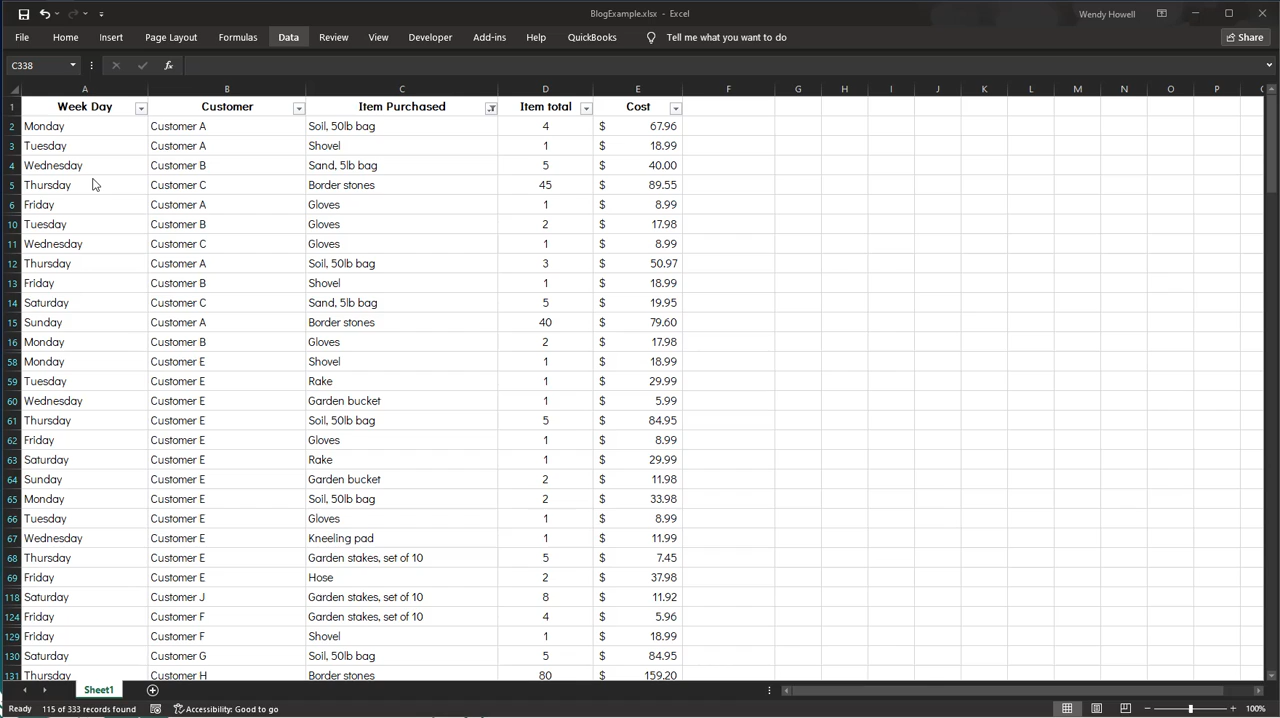 BlogExample.xlsx - Excel
Wendy Howell
File Home Insert Page Layout Formulas Data Review View Developer Add-ins Help QuickBooks Tell me what you want to do Share
C338 fx
A B C D E F G H I J K L M N O P
1 Week Day Customer Item Purchased Item total Cost
2 Monday Customer A Soil, 50lb bag 4 $ 67.96
3 Tuesday Customer A Shovel 1 $ 18.99
4 Wednesday Customer B Sand, 5lb bag 5 $ 40.00
5 Thursday Customer C Border stones 45 $ 89.55
6 Friday Customer A Gloves 1 $ 8.99
10 Tuesday Customer B Gloves 2 $ 17.98
11 Wednesday Customer C Gloves 1 $ 8.99
12 Thursday Customer A Soil, 50lb bag 3 $ 50.97
13 Friday Customer B Shovel 1 $ 18.99
14 Saturday Customer C Sand, 5lb bag 5 $ 19.95
15 Sunday Customer A Border stones 40 $ 79.60
16 Monday Customer B Gloves 2 $ 17.98
58 Monday Customer E Shovel 1 $ 18.99
59 Tuesday Customer E Rake 1 $ 29.99
60 Wednesday Customer E Garden bucket 1 $ 5.99
61 Thursday Customer E Soil, 50lb bag 5 $ 84.95
62 Friday Customer E Gloves 1 $ 8.99
63 Saturday Customer E Rake 1 $ 29.99
64 Sunday Customer E Garden bucket 2 $ 11.98
65 Monday Customer E Soil, 50lb bag 2 $ 33.98
66 Tuesday Customer E Gloves 1 $ 8.99
67 Wednesday Customer E Kneeling pad 1 $ 11.99
68 Thursday Customer E Garden stakes, set of 10 5 $ 7.45
69 Friday Customer E Hose 2 $ 37.98
118 Saturday Customer J Garden stakes, set of 10 8 $ 11.92
124 Friday Customer F Garden stakes, set of 10 4 $ 5.96
129 Friday Customer F Shovel 1 $ 18.99
130 Saturday Customer G Soil, 50lb bag 5 $ 84.95
131 Thursday Customer H Border stones 80 $ 159.20
Sheet1
Ready 115 of 333 records found Accessibility: Good to go 100%